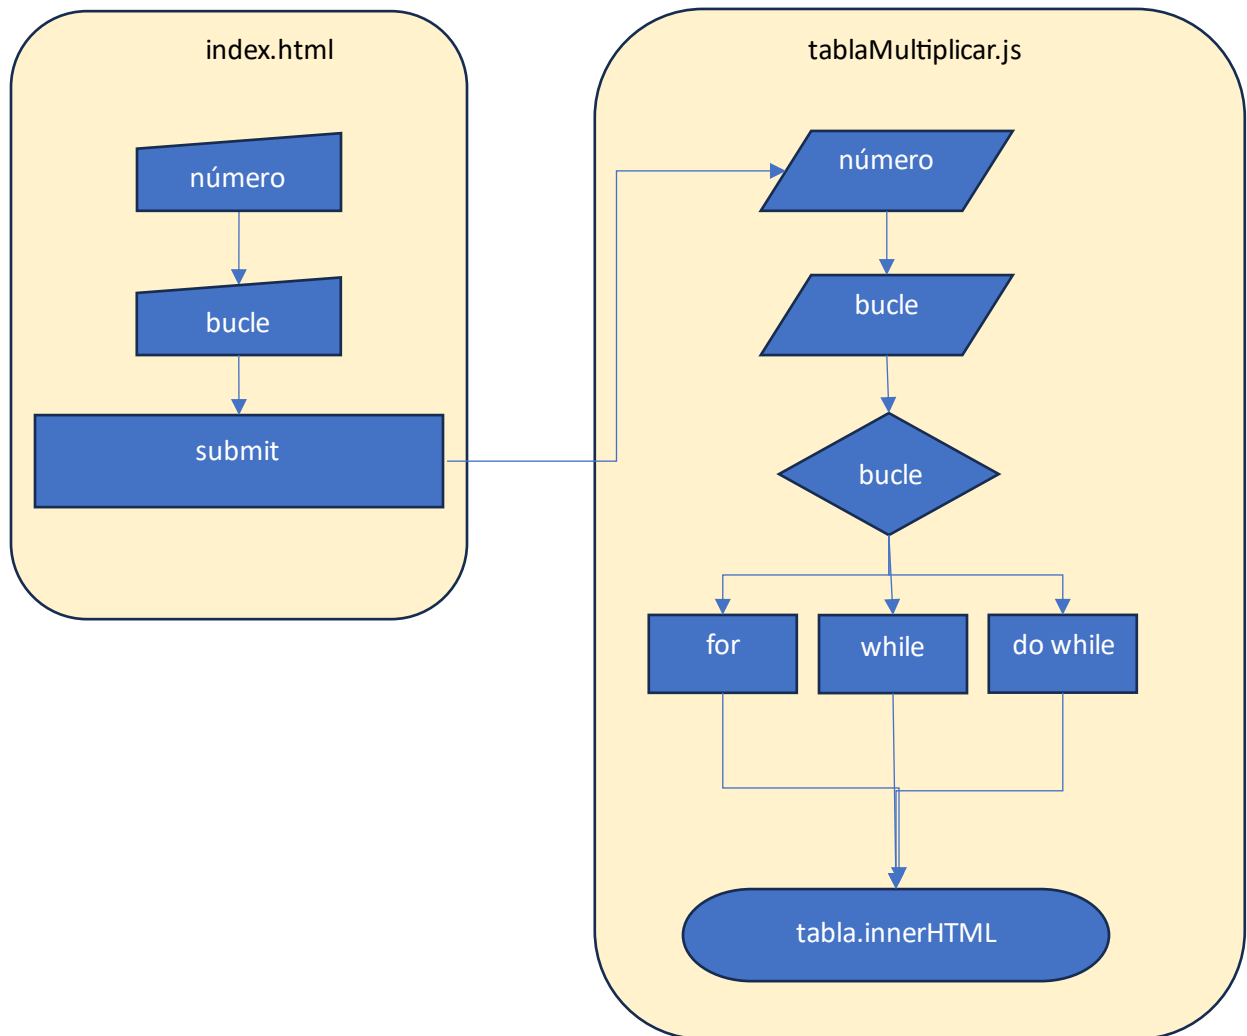 index.html
número
bucle
submit
tablaMultiplicar.js
número
bucle
bucle
for
while
do while
tabla.innerHTML